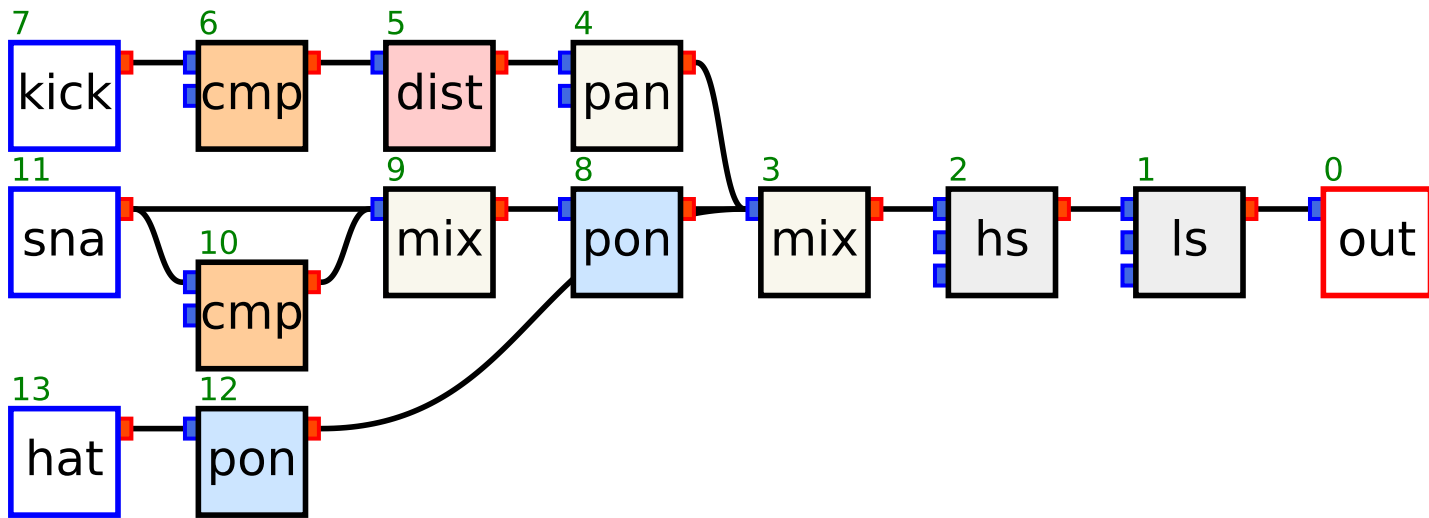 7 6 5 4
kick cmp dist pan
11 9 8 3 2 1 0
sna mix pon mix hs ls out
10
cmp
13 12
hat pon